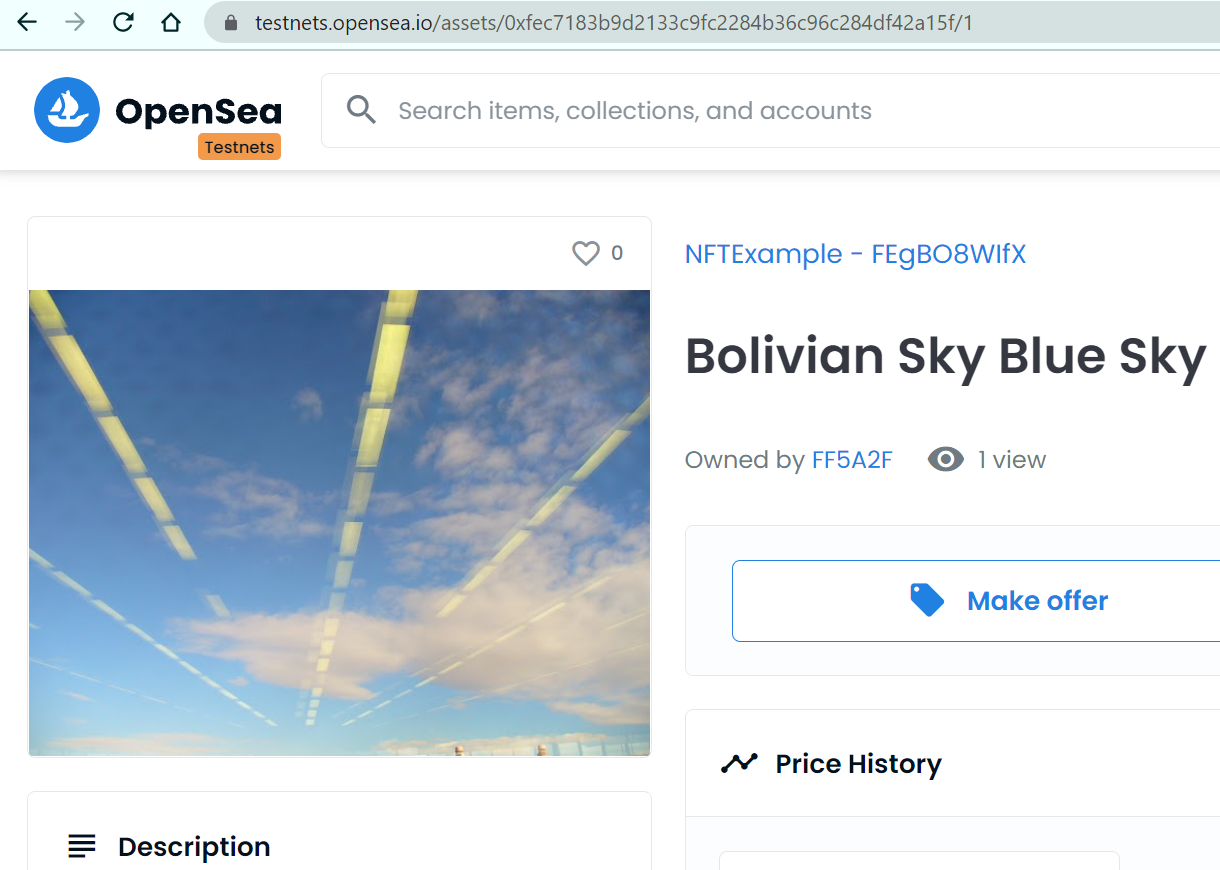 testnets.opensea.io/assets/0xfec7183b9d2133c9fc2284b36c96c284df42a15f/1
OpenSea
Testnets
Search items, collections, and accounts
0
NFTExample - FEgBO8WIfX
Bolivian Sky Blue Sky
Owned by FF5A2F
1 view
Make offer
Price History
Description